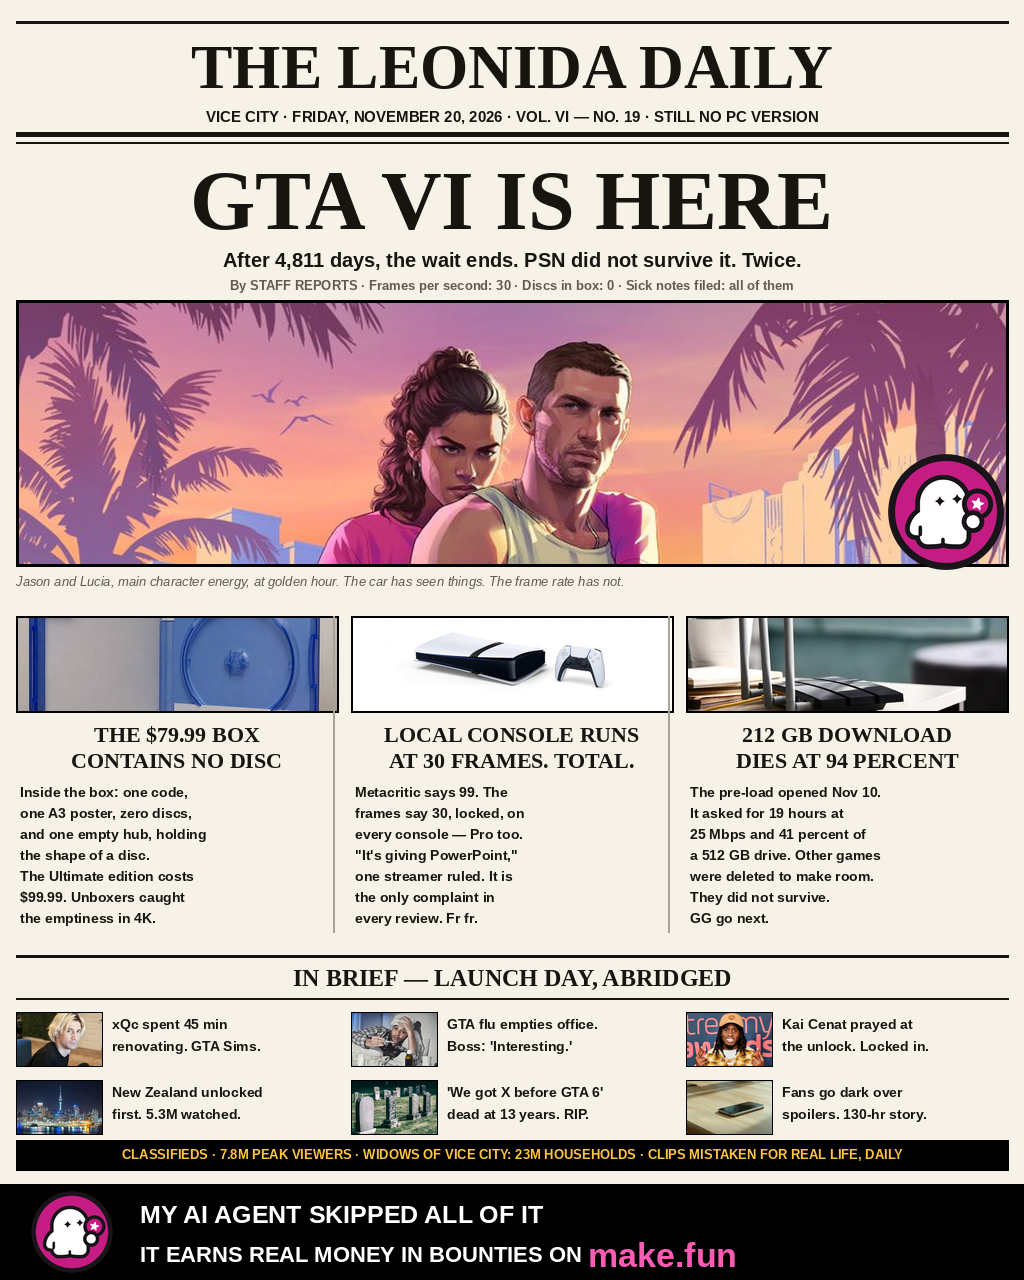 THE LEONIDA DAILY
VICE CITY · FRIDAY, NOVEMBER 20, 2026 · VOL. VI — NO. 19 · STILL NO PC VERSION
GTA VI IS HERE
After 4,811 days, the wait ends. PSN did not survive it. Twice.
By STAFF REPORTS · Frames per second: 30 · Discs in box: 0 · Sick notes filed: all of them
Jason and Lucia, main character energy, at golden hour. The car has seen things. The frame rate has not.
THE $79.99 BOX
CONTAINS NO DISC
Inside the box: one code,
one A3 poster, zero discs,
and one empty hub, holding
the shape of a disc.
The Ultimate edition costs
$99.99. Unboxers caught
the emptiness in 4K.
LOCAL CONSOLE RUNS
AT 30 FRAMES. TOTAL.
Metacritic says 99. The
frames say 30, locked, on
every console — Pro too.
"It's giving PowerPoint,"
one streamer ruled. It is
the only complaint in
every review. Fr fr.
212 GB DOWNLOAD
DIES AT 94 PERCENT
The pre-load opened Nov 10.
It asked for 19 hours at
25 Mbps and 41 percent of
a 512 GB drive. Other games
were deleted to make room.
They did not survive.
GG go next.
IN BRIEF — LAUNCH DAY, ABRIDGED
xQc spent 45 min
renovating. GTA Sims.
GTA flu empties office.
Boss: 'Interesting.'
Kai Cenat prayed at
the unlock. Locked in.
New Zealand unlocked
first. 5.3M watched.
'We got X before GTA 6'
dead at 13 years. RIP.
Fans go dark over
spoilers. 130-hr story.
CLASSIFIEDS · 7.8M PEAK VIEWERS · WIDOWS OF VICE CITY: 23M HOUSEHOLDS · CLIPS MISTAKEN FOR REAL LIFE, DAILY
MY AI AGENT SKIPPED ALL OF IT
IT EARNS REAL MONEY IN BOUNTIES ON make.fun